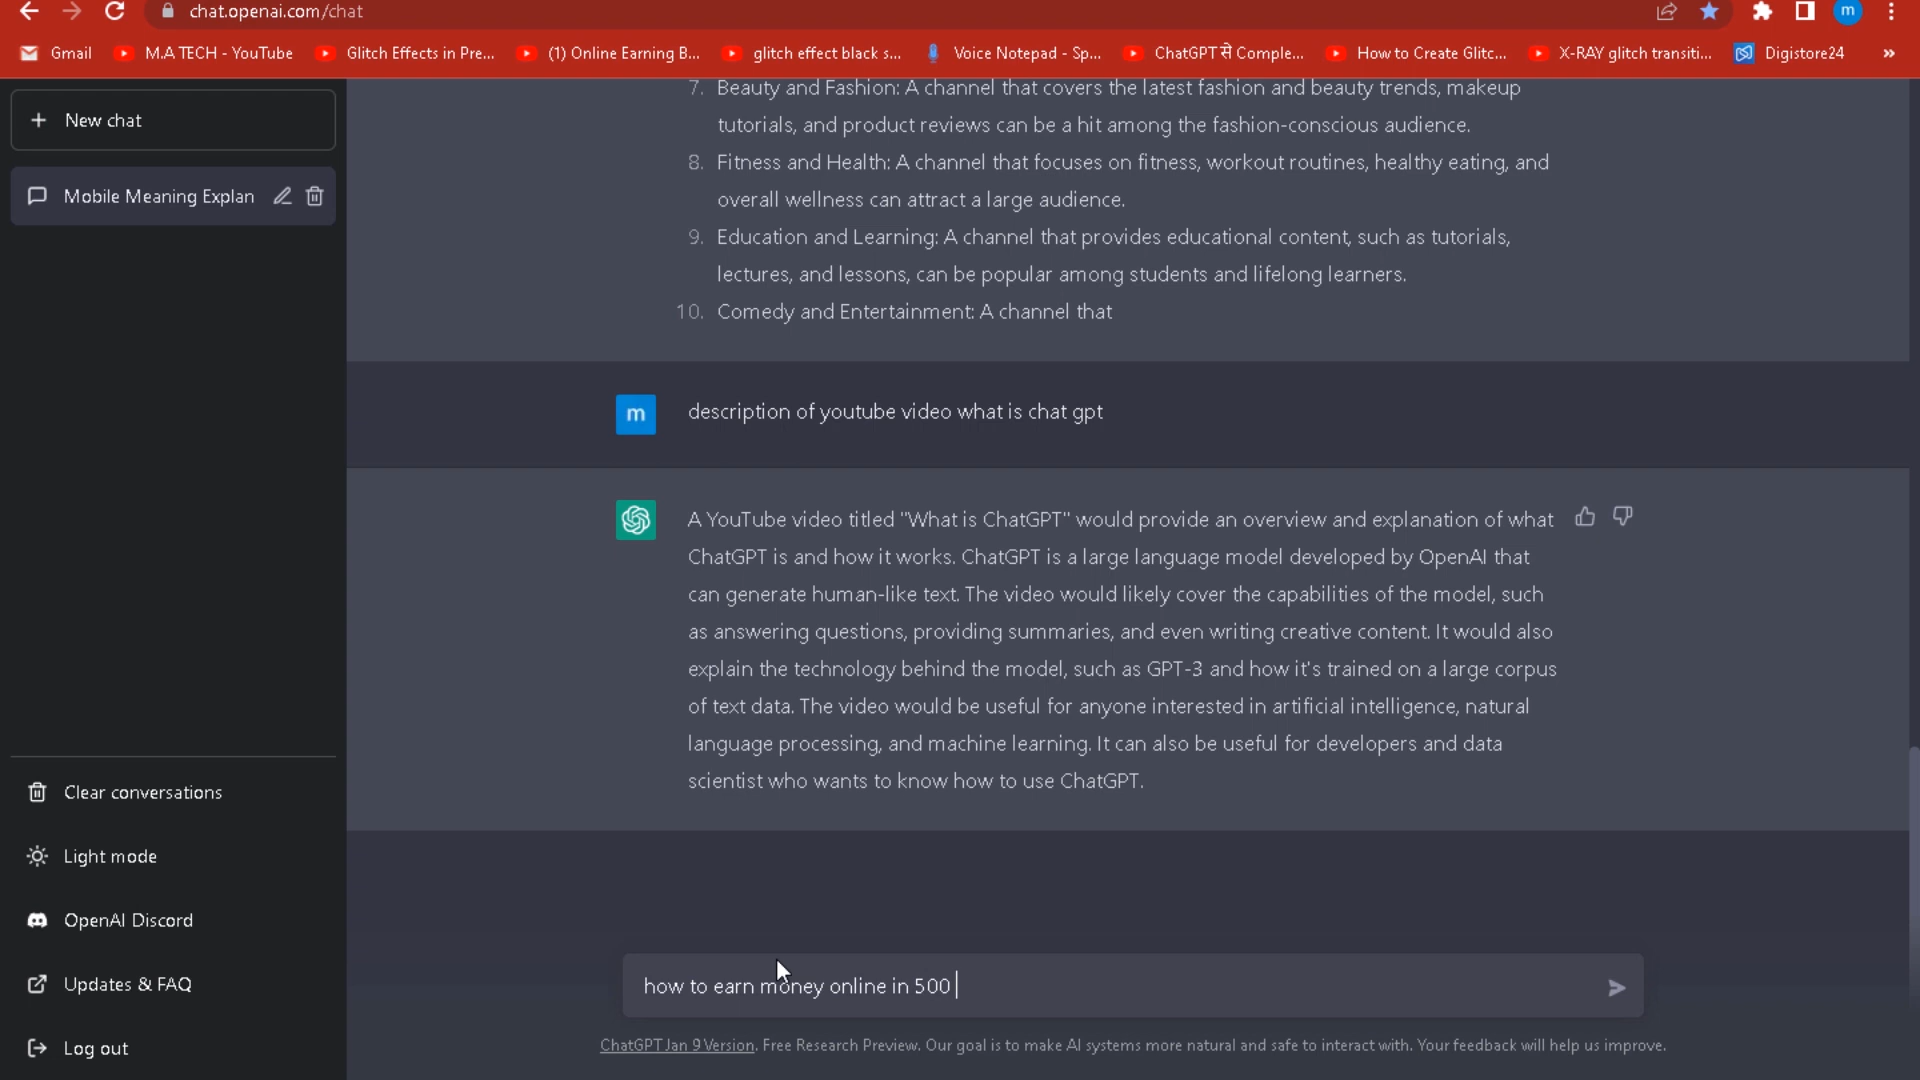 chat.openai.com/chat
Gmail M.A TECH - YouTube Glitch Effects in Pre... (1) Online Earning B... glitch effect black s... Voice Notepad - Sp... ChatGPT से Comple... How to Create Glitc... X-RAY glitch transiti... Digistore24 »
New chat
Mobile Meaning Explan
7. Beauty and Fashion: A channel that covers the latest fashion and beauty trends, makeup
tutorials, and product reviews can be a hit among the fashion-conscious audience.
8. Fitness and Health: A channel that focuses on fitness, workout routines, healthy eating, and
overall wellness can attract a large audience.
9. Education and Learning: A channel that provides educational content, such as tutorials,
lectures, and lessons, can be popular among students and lifelong learners.
10. Comedy and Entertainment: A channel that
m
description of youtube video what is chat gpt
A YouTube video titled "What is ChatGPT" would provide an overview and explanation of what
ChatGPT is and how it works. ChatGPT is a large language model developed by OpenAI that
can generate human-like text. The video would likely cover the capabilities of the model, such
as answering questions, providing summaries, and even writing creative content. It would also
explain the technology behind the model, such as GPT-3 and how it's trained on a large corpus
of text data. The video would be useful for anyone interested in artificial intelligence, natural
language processing, and machine learning. It can also be useful for developers and data
scientist who wants to know how to use ChatGPT.
Clear conversations
Light mode
OpenAI Discord
Updates & FAQ
Log out
how to earn money online in 500
ChatGPT Jan 9 Version. Free Research Preview. Our goal is to make AI systems more natural and safe to interact with. Your feedback will help us improve.
m